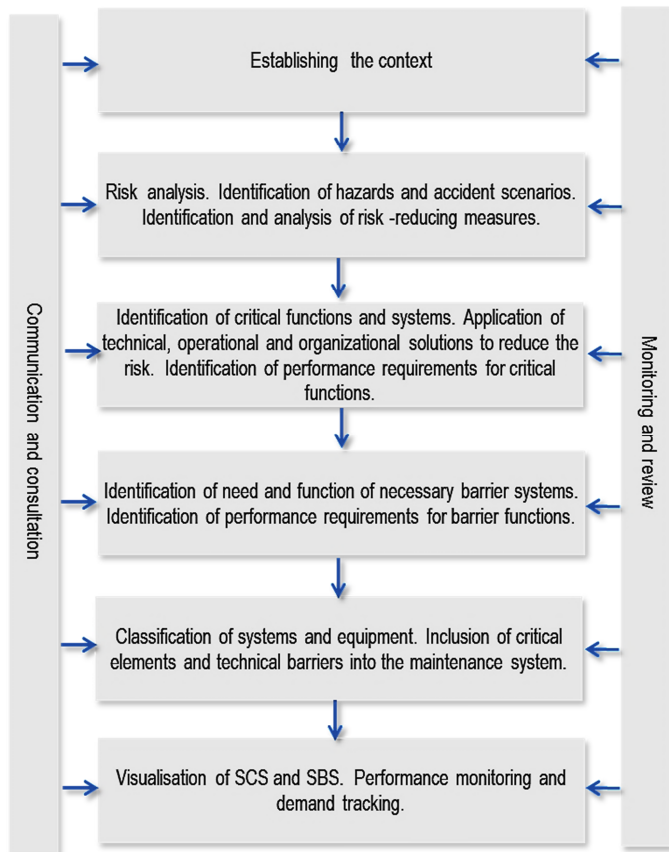 Establishing the context
Risk analysis. Identification of hazards and accident scenarios.
Identification and analysis of risk -reducing measures.
Identification of critical functions and systems. Application of
technical, operational and organizational solutions to reduce the
risk. Identification of performance requirements for critical
functions.
Identification of need and function of necessary barrier systems.
Identification of performance requirements for barrier functions.
Classification of systems and equipment. Inclusion of critical
elements and technical barriers into the maintenance system.
Visualisation of SCS and SBS. Performance monitoring and
demand tracking.
Communication and consultation
Monitoring and review